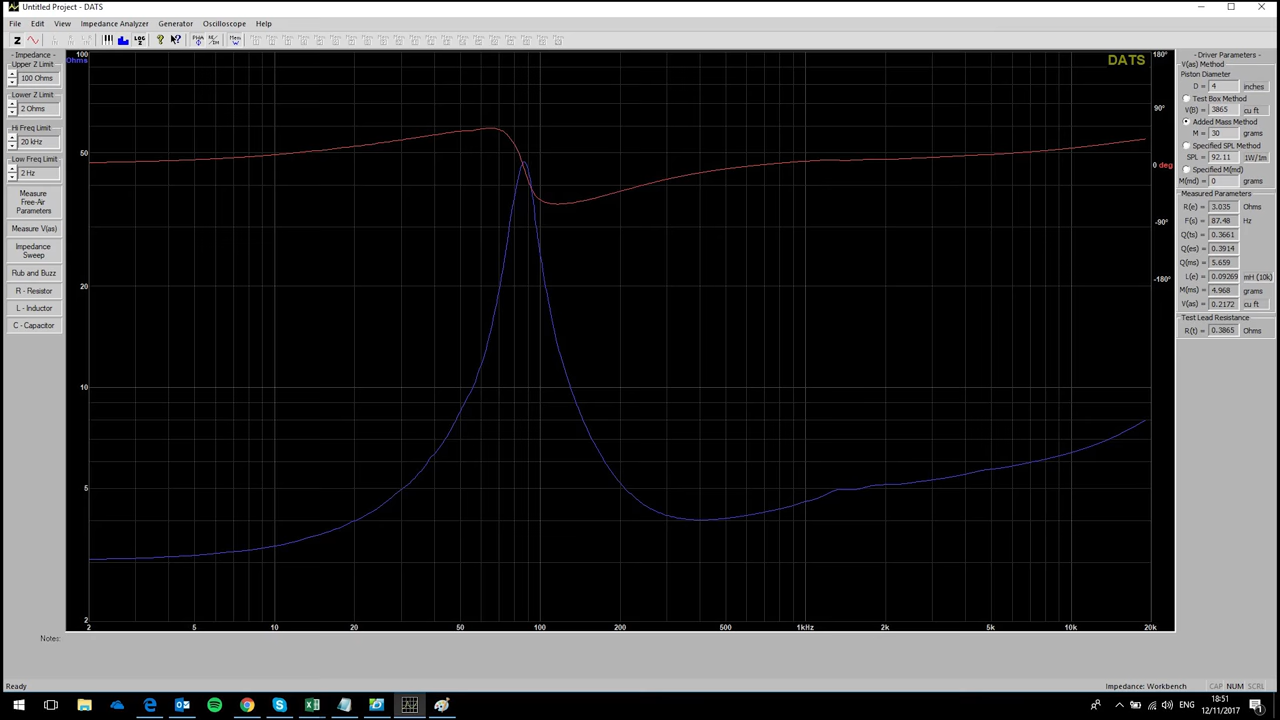 Untitled Project - DATS
File Edit View Impedance Analyzer Generator Oscilloscope Help
Z LOG Z ? ? PHA Mem
- Impedance -
Upper Z Limit
100 Ohms
Lower Z Limit
2 Ohms
Hi Freq Limit
20 kHz
Low Freq Limit
2 Hz
Measure
Free-Air
Parameters
Measure V(as)
Impedance
Sweep
Rub and Buzz
R - Resistor
L - Inductor
C - Capacitor
100
Ohms
50
20
10
5
2
DATS
180°
90°
0 deg
-90°
-180°
2 5 10 20 50 100 200 500 1kHz 2k 5k 10k 20k
- Driver Parameters -
V(as) Method
Piston Diameter
D = 4 inches
Test Box Method
V(B) = 3865 cu ft
Added Mass Method
M = 30 grams
Specified SPL Method
SPL = 92.11 1W/1m
Specified M(md)
M(md) = 0 grams
Measured Parameters
R(e) = 3.035 Ohms
F(s) = 87.48 Hz
Q(ts) = 0.3661
Q(es) = 0.3914
Q(ms) = 5.659
L(e) = 0.09269 mH (10k)
M(ms) = 4.968 grams
V(as) = 0.2172 cu ft
Test Lead Resistance
R(t) = 0.3865 Ohms
Notes:
Ready
Impedance: Workbench CAP NUM SCRL
ENG
18:51
12/11/2017
1